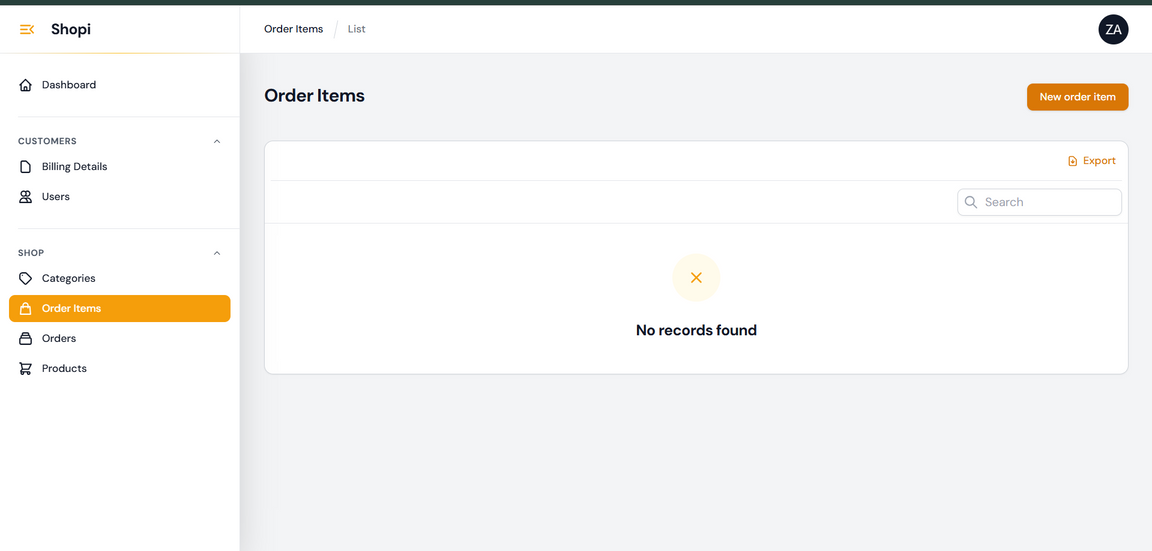 Shopi
Order Items / List
ZA
Dashboard
CUSTOMERS
Billing Details
Users
SHOP
Categories
Order Items
Orders
Products
Order Items
New order item
Export
Search
No records found